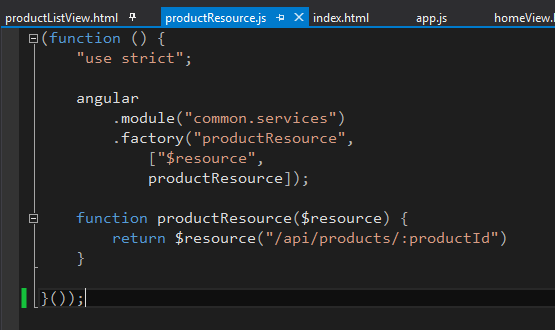 productListView.html productResource.js index.html app.js homeView.h
(function () {
    "use strict";
    angular
        .module("common.services")
        .factory("productResource",
            ["$resource",
            productResource]);
    function productResource($resource) {
        return $resource("/api/products/:productId")
    }
}());